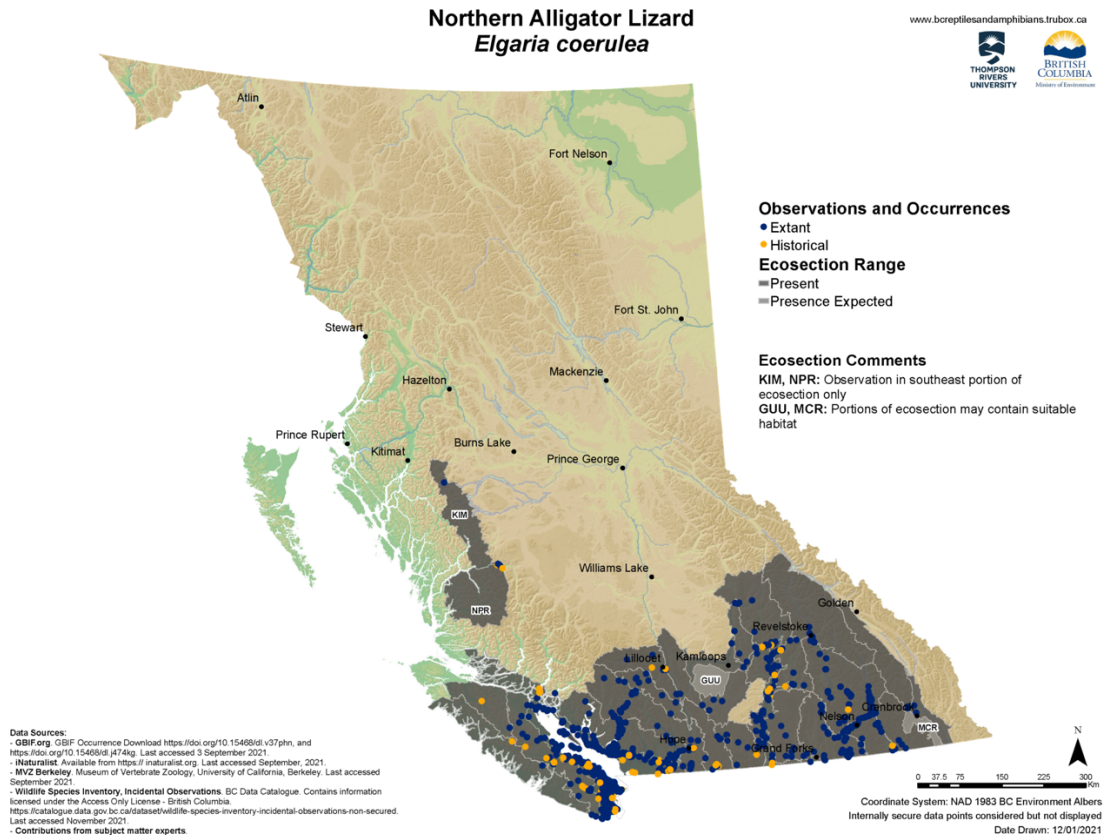 Northern Alligator Lizard
Elgaria coerulea
www.bcreptilesandamphibians.trubox.ca
THOMPSON
RIVERS
UNIVERSITY
BRITISH
COLUMBIA
Ministry of Environment
Atlin
Fort Nelson
Observations and Occurrences
Extant
Historical
Ecosection Range
Present
Presence Expected
Fort St. John
Stewart
Ecosection Comments
KIM, NPR: Observation in southeast portion of
ecosection only
GUU, MCR: Portions of ecosection may contain suitable
habitat
Mackenzie
Hazelton
Prince Rupert
Burns Lake
Kitimat
Prince George
KIM
Williams Lake
NPR
Golden
Revelstoke
Lillooet
Kamloops
GUU
Cranbrook
Nelson
MCR
Hope
Grand Forks
Data Sources:
- GBIF.org. GBIF Occurrence Download https://doi.org/10.15468/dl.v37phn, and
https://doi.org/10.15468/dl.j474kg. Last accessed 3 September 2021.
- iNaturalist. Available from https:// inaturalist.org. Last accessed September, 2021.
- MVZ Berkeley. Museum of Vertebrate Zoology, University of California, Berkeley. Last accessed
September 2021.
- Wildlife Species Inventory, Incidental Observations. BC Data Catalogue. Contains information
licensed under the Access Only License - British Columbia.
https://catalogue.data.gov.bc.ca/dataset/wildlife-species-inventory-incidental-observations-non-secured.
Last accessed November 2021.
- Contributions from subject matter experts.
N
0 37.5 75 150 225 300
Km
Coordinate System: NAD 1983 BC Environment Albers
Internally secure data points considered but not displayed
Date Drawn: 12/01/2021